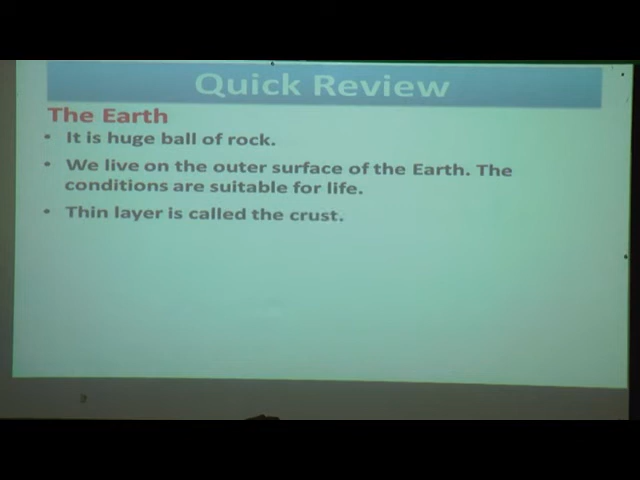 Quick Review
The Earth
• It is huge ball of rock.
• We live on the outer surface of the Earth. The
conditions are suitable for life.
• Thin layer is called the crust.